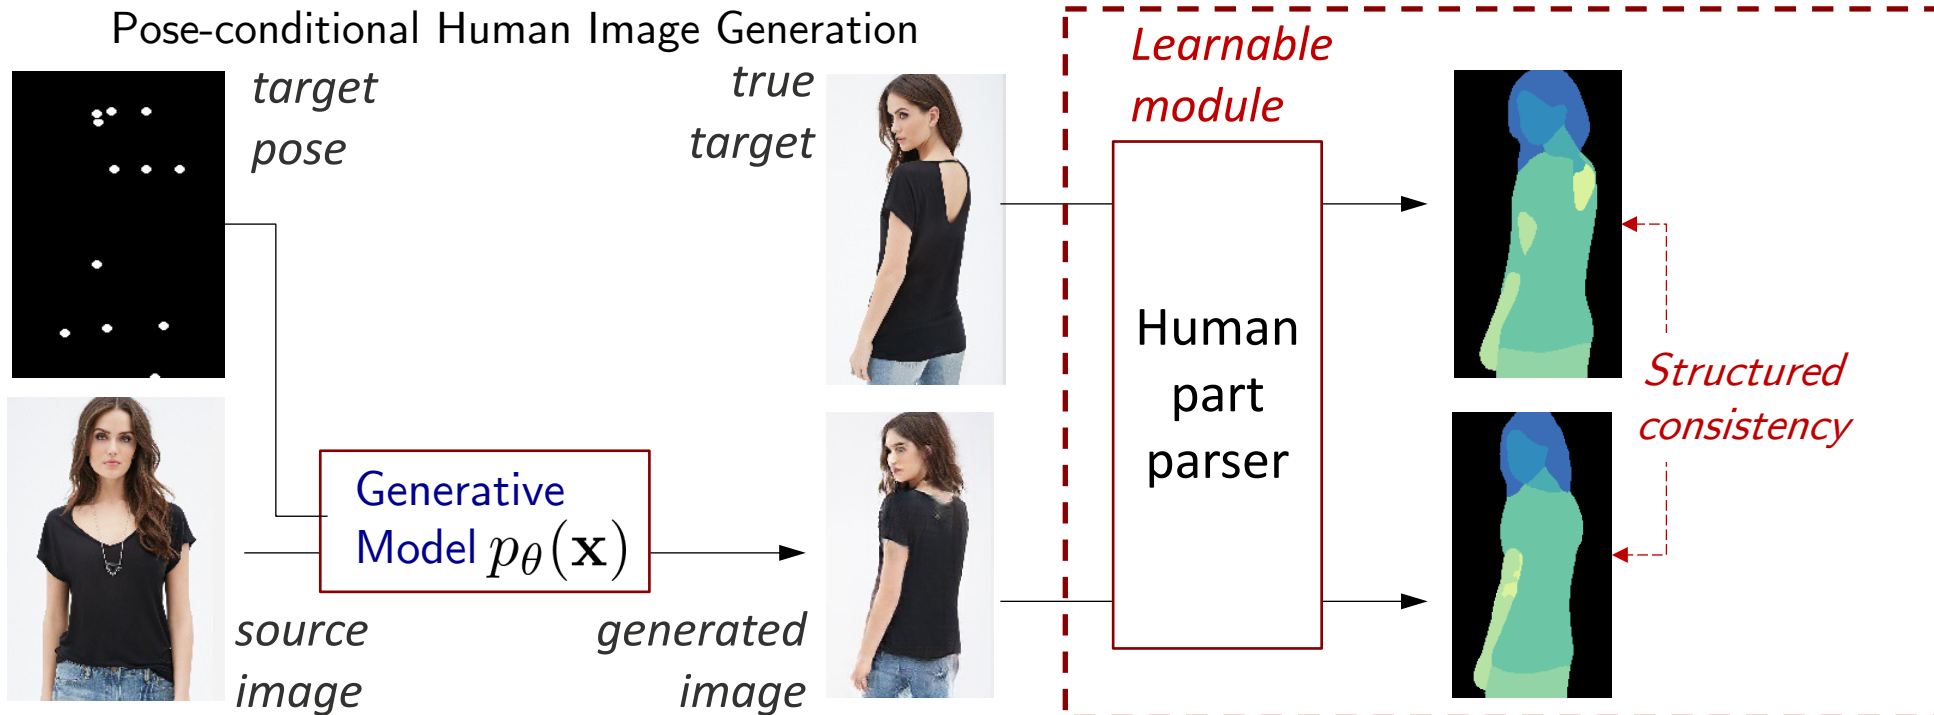 Pose-conditional Human Image Generation
target
pose
true
target
Learnable
module
Human
part
parser
Structured
consistency
Generative
Model pθ(x)
source
image
generated
image